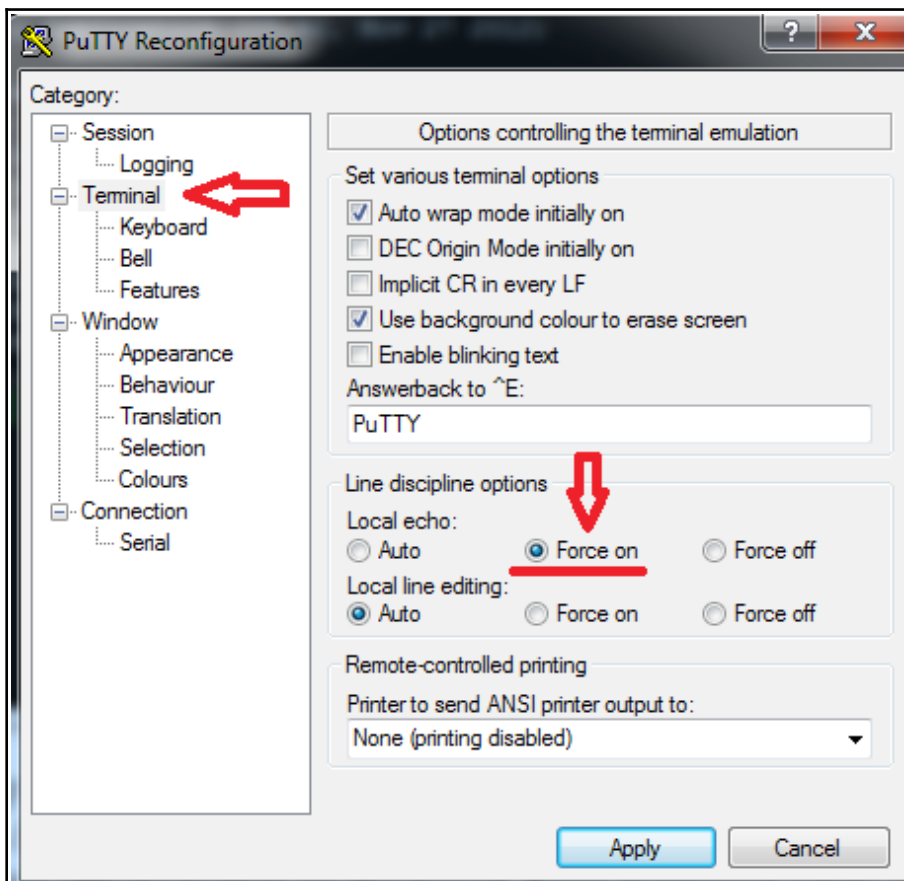 PuTTY Reconfiguration
?
X
Category:
Session
Logging
Terminal
Keyboard
Bell
Features
Window
Appearance
Behaviour
Translation
Selection
Colours
Connection
Serial
Options controlling the terminal emulation
Set various terminal options
Auto wrap mode initially on
DEC Origin Mode initially on
Implicit CR in every LF
Use background colour to erase screen
Enable blinking text
Answerback to ^E:
PuTTY
Line discipline options
Local echo:
Auto Force on Force off
Local line editing:
Auto Force on Force off
Remote-controlled printing
Printer to send ANSI printer output to:
None (printing disabled)
Apply Cancel